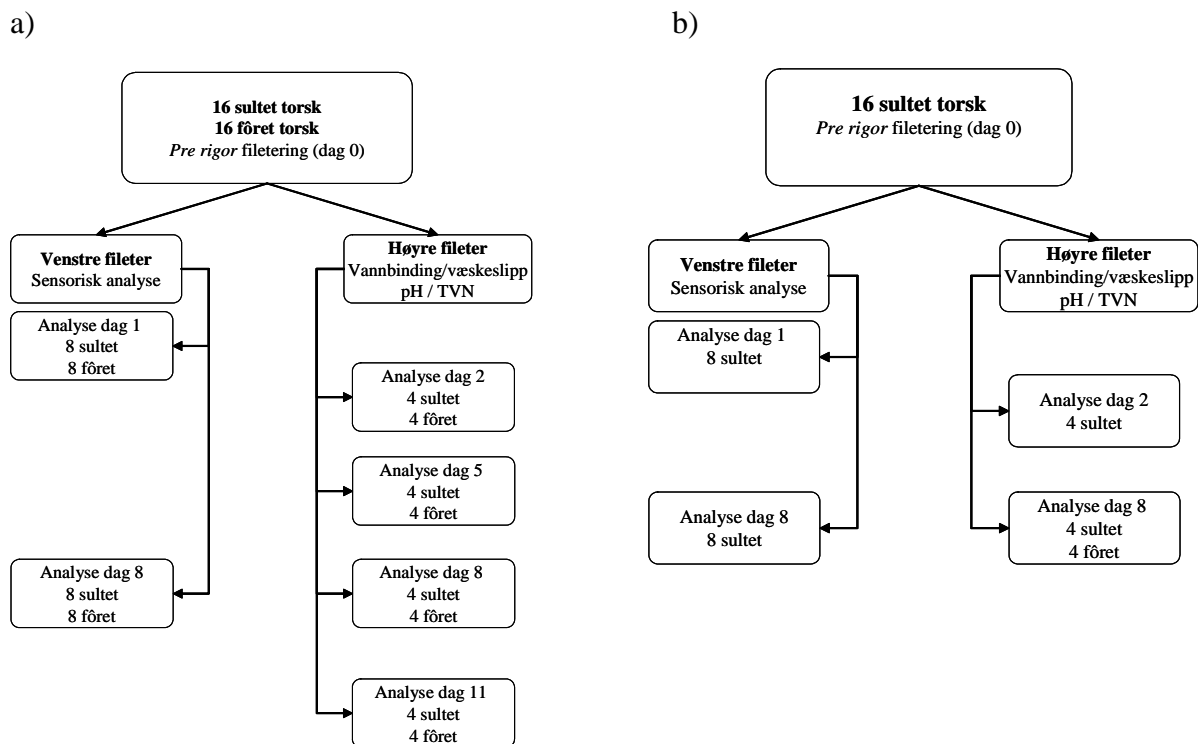 a)
16 sultet torsk
16 fôret torsk
Pre rigor filetering (dag 0)
Venstre fileter
Sensorisk analyse
Høyre fileter
Vannbinding/væskeslipp
pH / TVN
Analyse dag 1
8 sultet
8 fôret
Analyse dag 2
4 sultet
4 fôret
Analyse dag 5
4 sultet
4 fôret
Analyse dag 8
8 sultet
8 fôret
Analyse dag 8
4 sultet
4 fôret
Analyse dag 11
4 sultet
4 fôret
b)
16 sultet torsk
Pre rigor filetering (dag 0)
Venstre fileter
Sensorisk analyse
Høyre fileter
Vannbinding/væskeslipp
pH / TVN
Analyse dag 1
8 sultet
Analyse dag 2
4 sultet
Analyse dag 8
8 sultet
Analyse dag 8
4 sultet
4 fôret